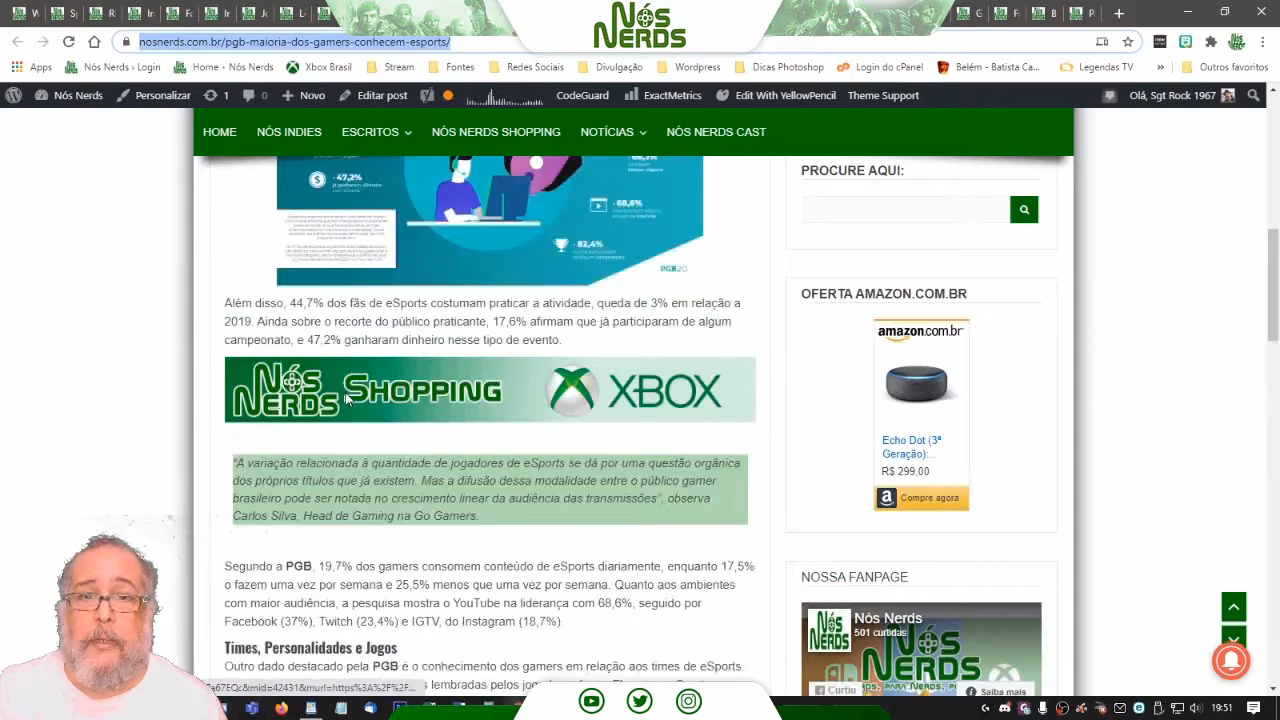 Nós
Nerds
nosnerds.com.br/pgb-maioria-dos-gamers-conhecem-esports/
Apps
Nós Nerds › Login
Home - Nós Nerds
Xbox Brasil
Stream
Fontes
Redes Sociais
Divulgação
Wordpress
Dicas Photoshop
Login do cPanel
Belém - Batista Ca...
Legendas TV
»
Outros favoritos
Nós Nerds
Personalizar
1
0
Novo
Editar post
CodeGuard
ExactMetrics
Edit With YellowPencil
Theme Support
Olá, Sgt Rock 1967
HOME
NÓS INDIES
ESCRITOS
NÓS NERDS SHOPPING
NOTÍCIAS
NÓS NERDS CAST
47,2%
68,6%
82,4%
PGB20
Além disso, 44,7% dos fãs de eSports costumam praticar a atividade, queda de 3% em relação a
2019. Ainda sobre o recorte do público praticante, 17,6% afirmam que já participaram de algum
campeonato, e 47,2% ganharam dinheiro nesse tipo de evento.
Nós
Nerds Shopping XBOX
“A variação relacionada à quantidade de jogadores de eSports se dá por uma questão orgânica
dos próprios títulos que já existem. Mas a difusão dessa modalidade entre o público gamer
brasileiro pode ser notada no crescimento linear da audiência das transmissões”, observa
Carlos Silva, Head de Gaming na Go Gamers.
Segundo a PGB, 19,7% dos gamers consomem conteúdo de eSports diariamente, enquanto 17,5%
o fazem uma vez por semana e 25,5% menos que uma vez por semana. Quanto aos ambientes
com maior audiência, a pesquisa mostra o YouTube na liderança com 68,6%, seguido por
Facebook (37%), Twitch (23,4%) e IGTV, do Instagram (18,7%).
Times, Personalidades e Jogos
Outro dado destacado pela PGB é o conhecimento dos gamers em relação aos times de eSports.
PROCURE AQUI:
OFERTA AMAZON.COM.BR
amazon.com.br
Echo Dot (3ª
Geração):...
R$ 299,00
Compre agora
NOSSA FANPAGE
Nós Nerds
501 curtidas
Nós
Nerds
Curtiu
Saiba mais
19:51